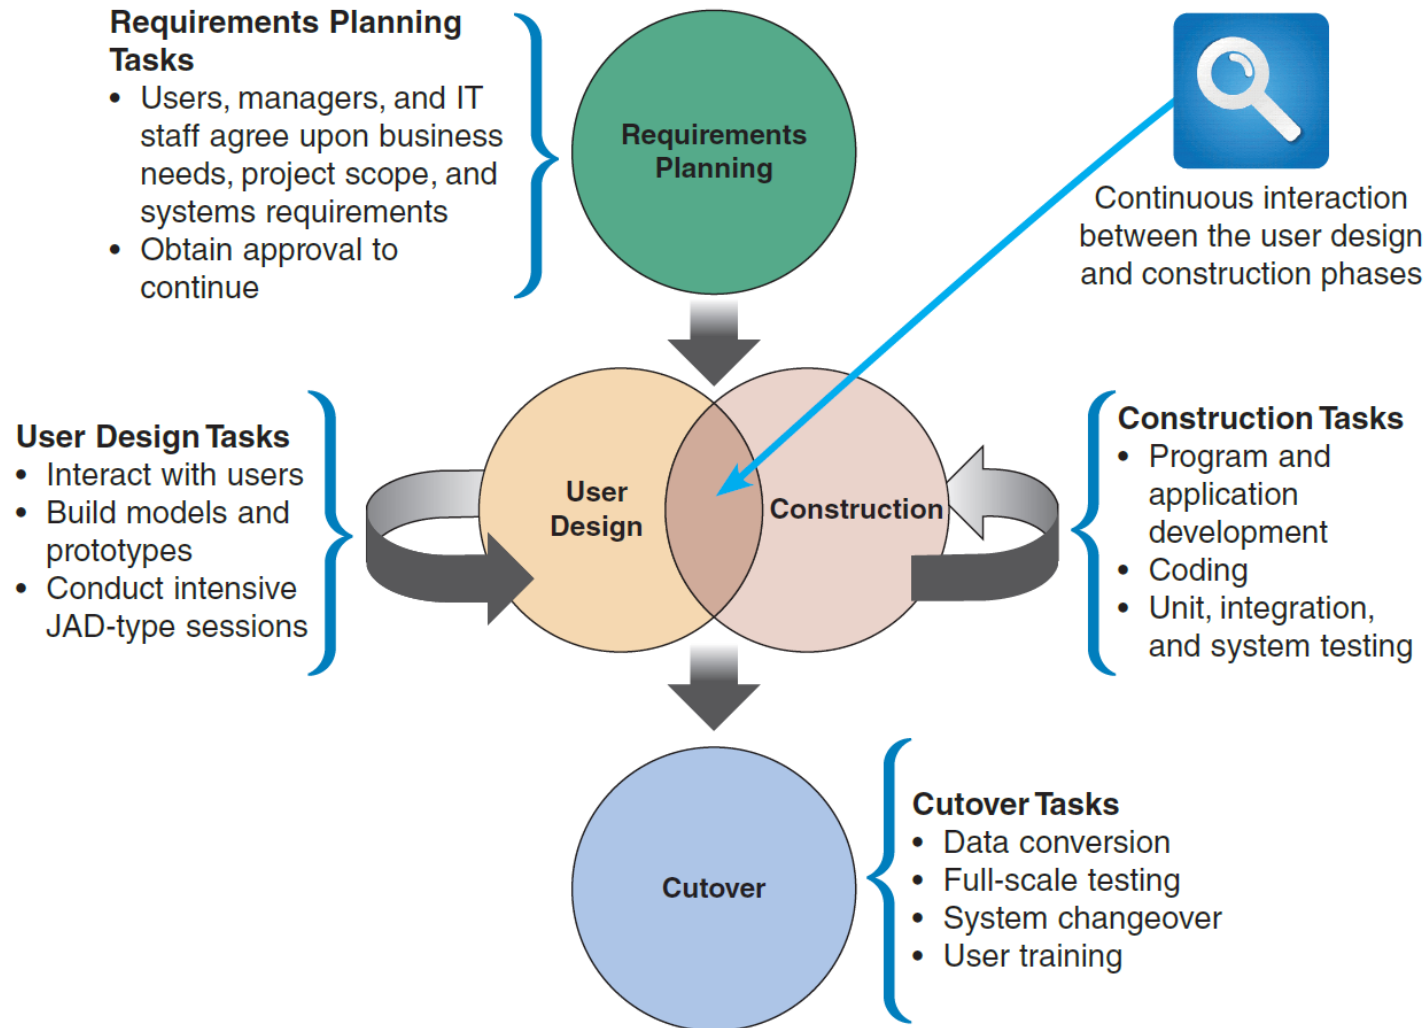 Requirements Planning
Tasks
• Users, managers, and IT
staff agree upon business
needs, project scope, and
systems requirements
• Obtain approval to
continue
Requirements
Planning
Continuous interaction
between the user design
and construction phases
User Design Tasks
• Interact with users
• Build models and
prototypes
• Conduct intensive
JAD-type sessions
User
Design
Construction
Construction Tasks
• Program and
application
development
• Coding
• Unit, integration,
and system testing
Cutover
Cutover Tasks
• Data conversion
• Full-scale testing
• System changeover
• User training